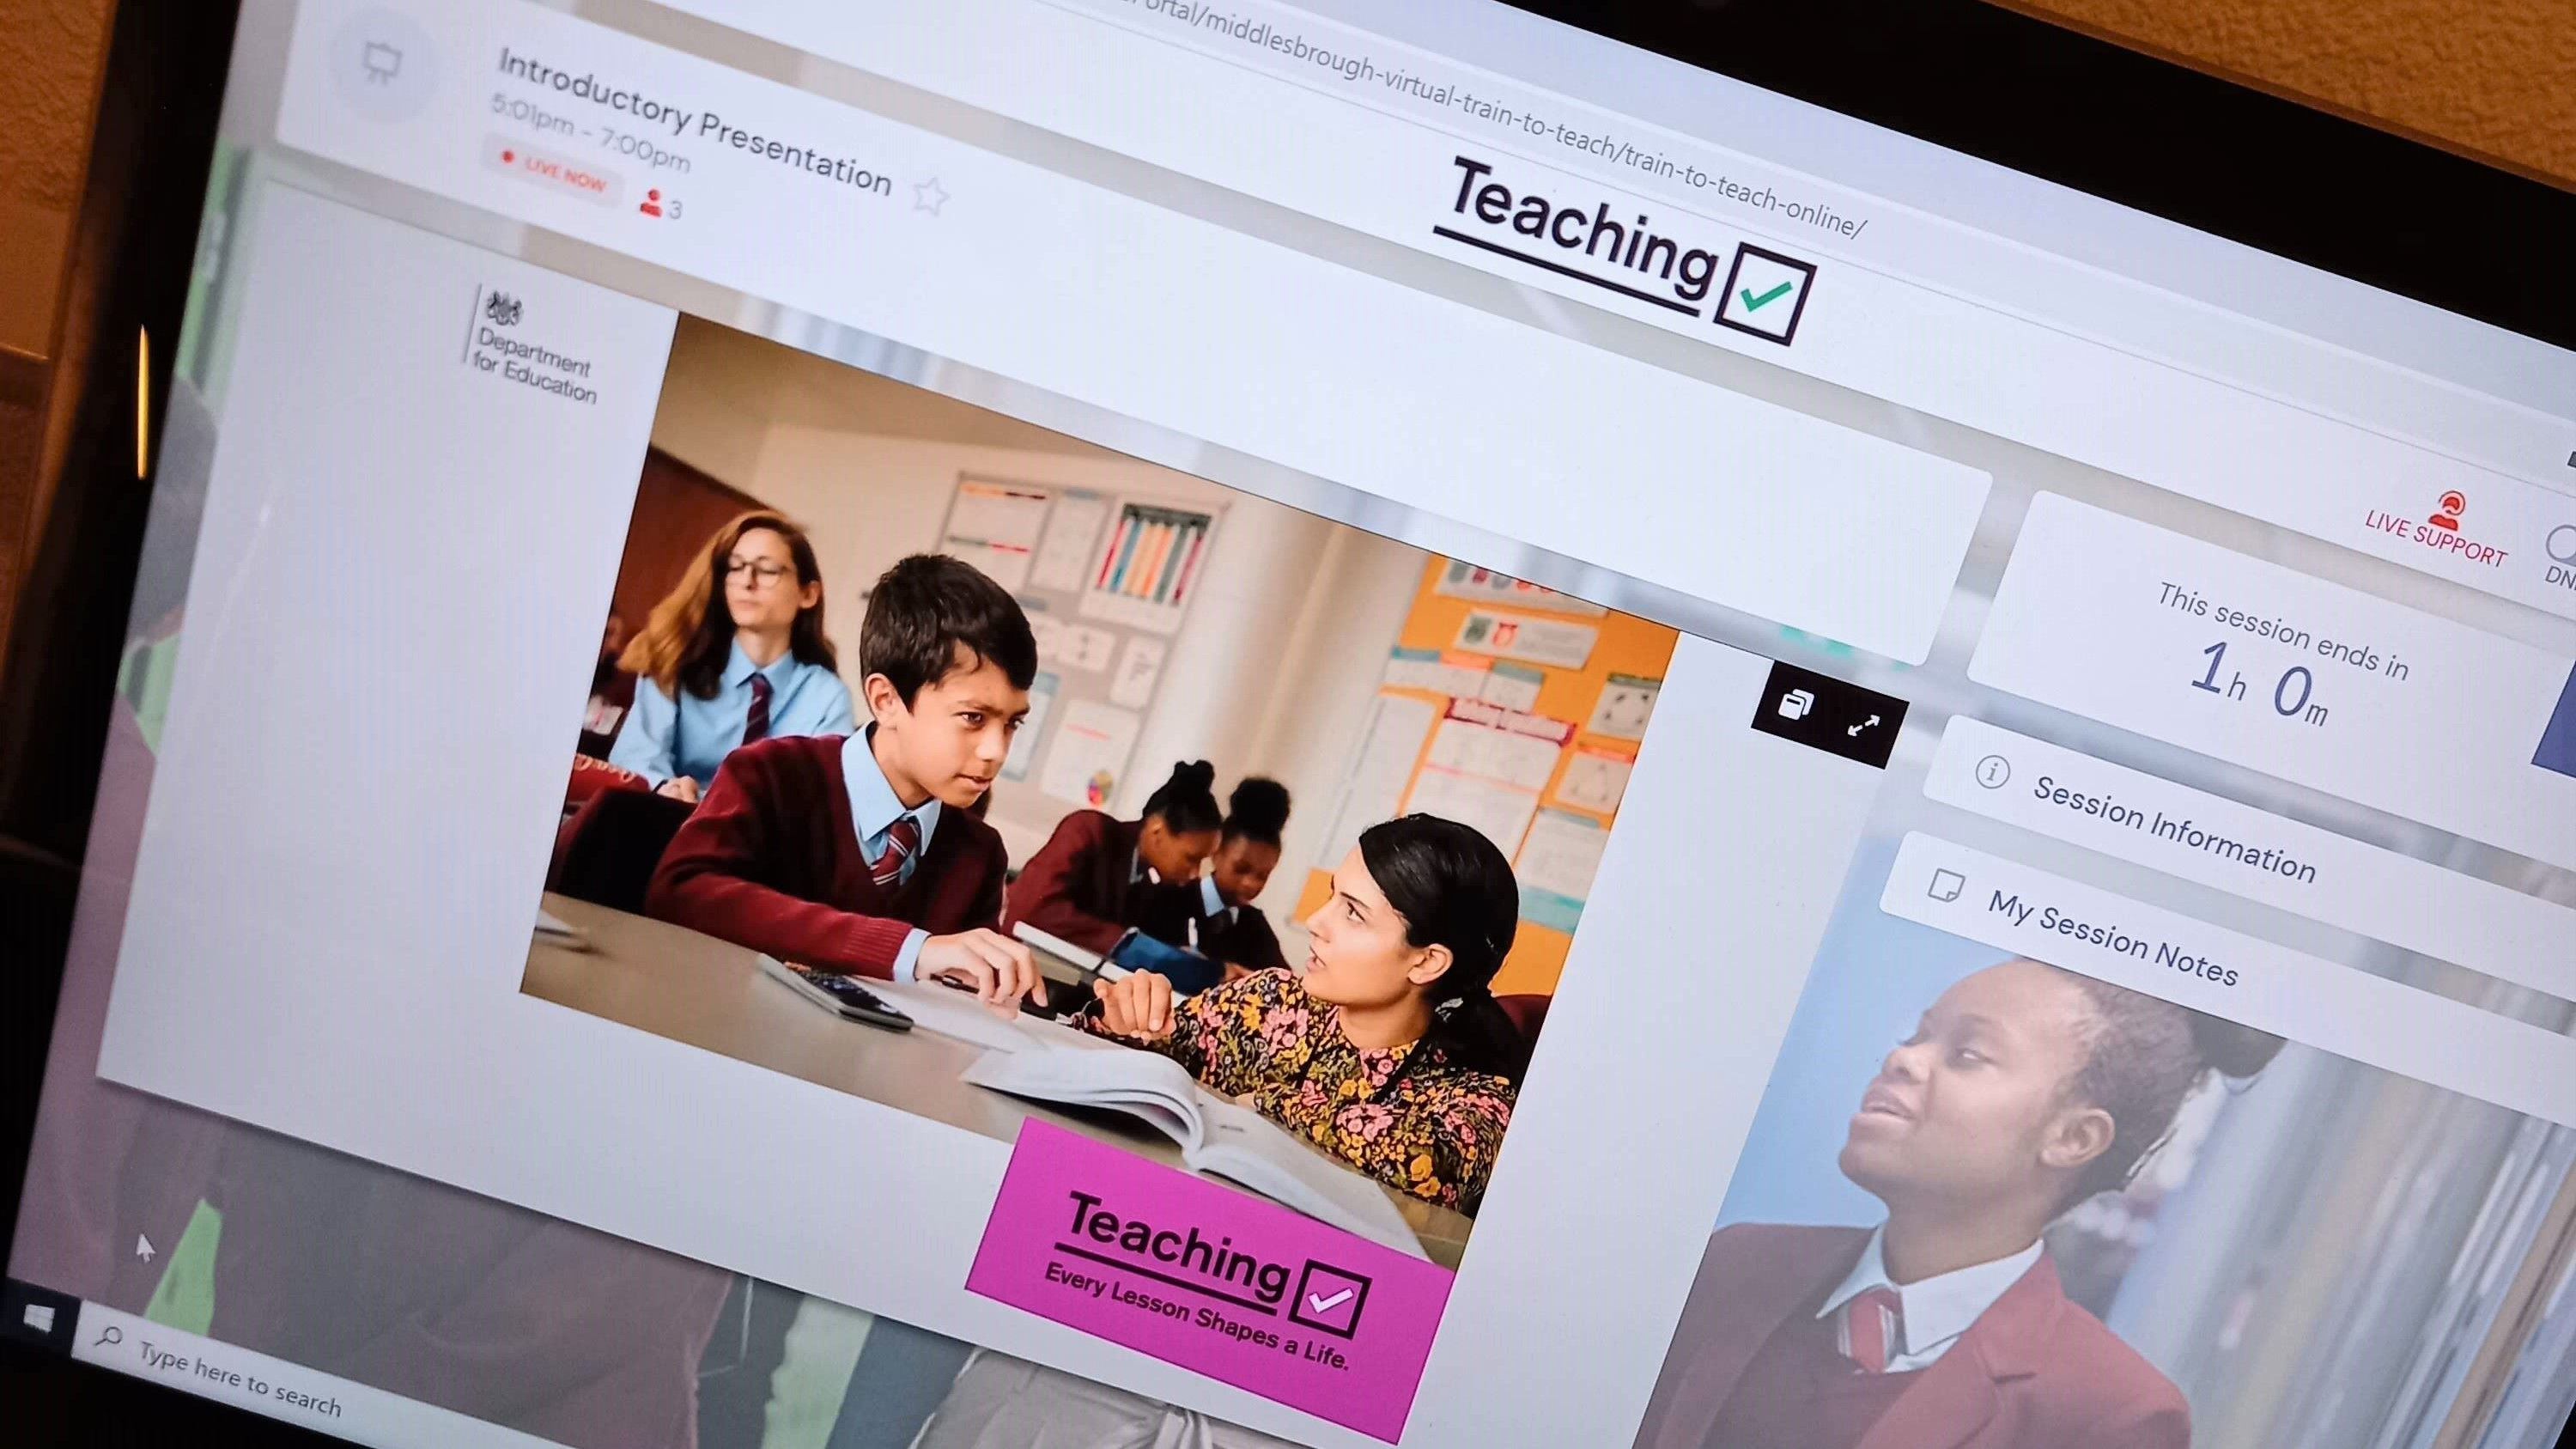 ortal/middlesbrough-virtual-train-to-teach/train-to-teach-online/
Introductory Presentation
5:01pm - 7:00pm
LIVE NOW
3
Teaching
LIVE SUPPORT
Department
for Education
This session ends in
1h 0m
Session Information
My Session Notes
Teaching
Every Lesson Shapes a Life.
Type here to search